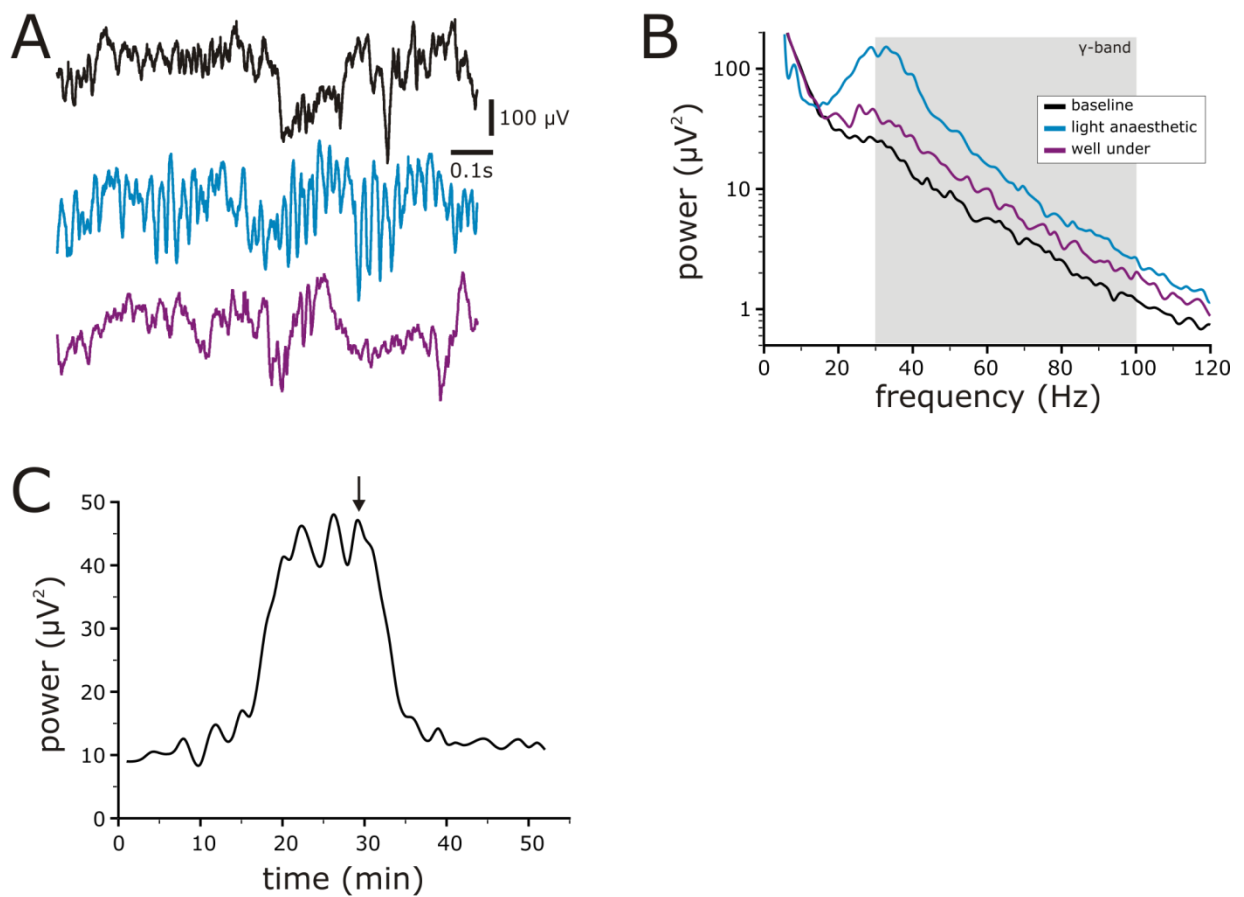 A
100 µV
0.1s
B
γ-band
baseline
light anaesthetic
well under
100
10
1
power (µV²)
0 20 40 60 80 100 120
frequency (Hz)
C
50
40
30
20
10
0
power (µV²)
0 10 20 30 40 50
time (min)